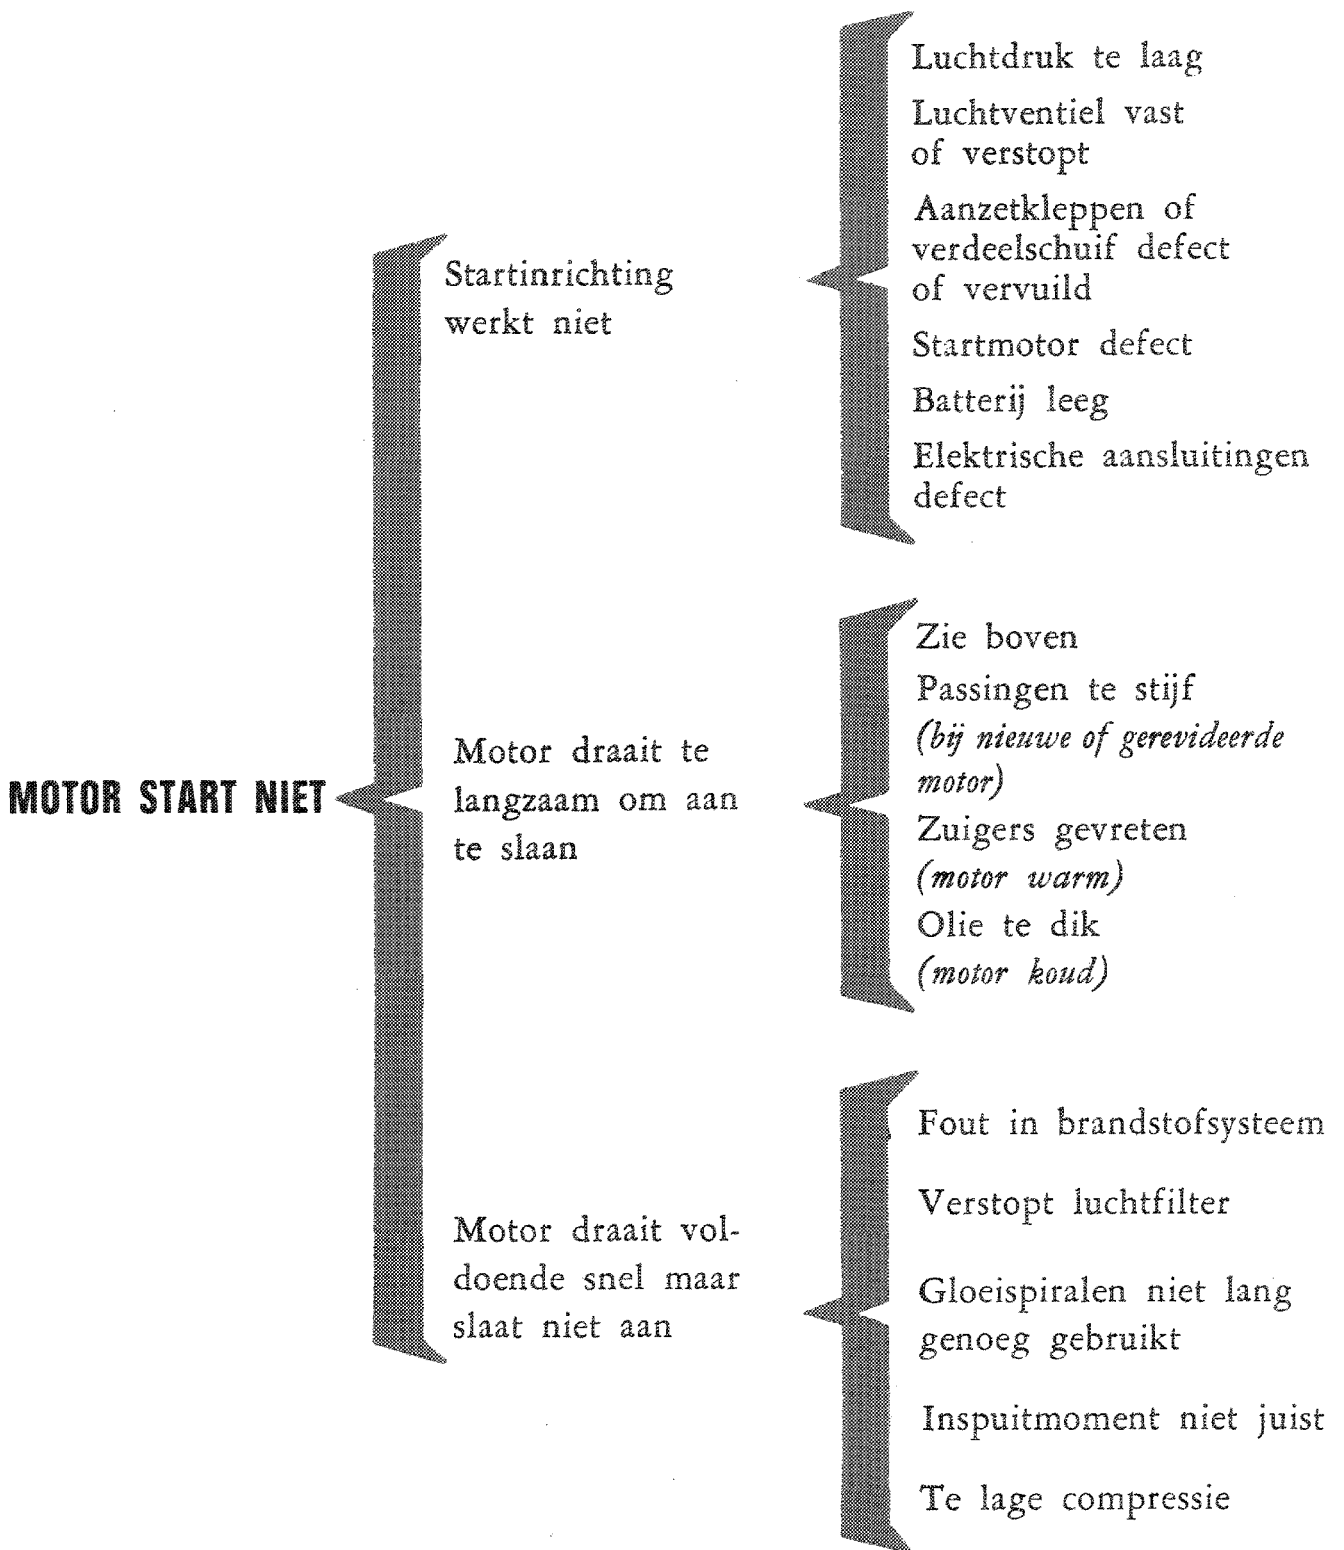 MOTOR START NIET
Startinrichting
werkt niet
Luchtdruk te laag
Luchtventiel vast
of verstopt
Aanzetkleppen of
verdeelschuif defect
of vervuild
Startmotor defect
Batterij leeg
Elektrische aansluitingen
defect
Motor draait te
langzaam om aan
te slaan
Zie boven
Passingen te stijf
(bij nieuwe of gerevideerde
motor)
Zuigers gevreten
(motor warm)
Olie te dik
(motor koud)
Motor draait vol-
doende snel maar
slaat niet aan
Fout in brandstofsysteem
Verstopt luchtfilter
Gloeispiralen niet lang
genoeg gebruikt
Inspuitmoment niet juist
Te lage compressie